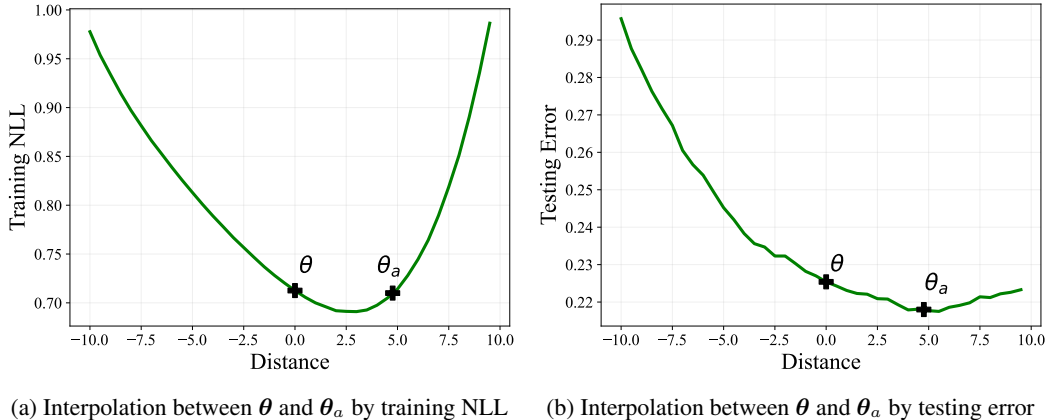 1.00
0.95
0.90
0.85
0.80
0.75
0.70
Training NLL
θ
θₐ
−10.0 −7.5 −5.0 −2.5 0.0 2.5 5.0 7.5 10.0
Distance
(a) Interpolation between θ and θₐ by training NLL
0.29
0.28
0.27
0.26
0.25
0.24
0.23
0.22
Testing Error
θ
θₐ
−10.0 −7.5 −5.0 −2.5 0.0 2.5 5.0 7.5 10.0
Distance
(b) Interpolation between θ and θₐ by testing error